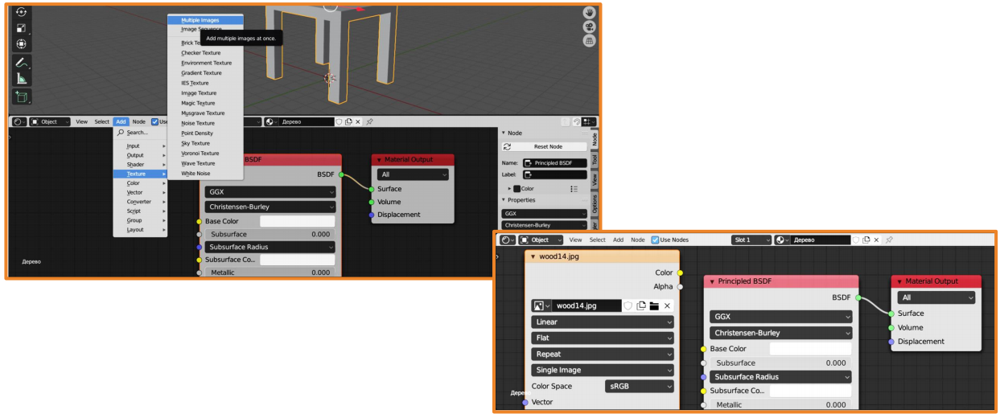 Multiple Images
Image Sequence
Add multiple images at once.
Brick Te
Checker Texture
Environment Texture
Gradient Texture
IES Texture
Image Texture
Magic Texture
Musgrave Texture
Noise Texture
Point Density
Sky Texture
Voronoi Texture
Wave Texture
White Noise
Object View Select Add Node Use Дерево
Search...
Input
Output
Shader
Texture
Color
Vector
Converter
Script
Group
Layout
BSDF
BSDF
GGX
Christensen-Burley
Base Color
Subsurface 0.000
Subsurface Radius
Subsurface Co...
Metallic 0.000
Material Output
All
Surface
Volume
Displacement
Node
Reset Node
Name: Principled BSDF
Label:
Color
Properties
GGX
Christensen-Burley
Node
Tool
View
Options
Дерево
Object View Select Add Node Use Nodes Slot 1 Дерево
wood14.jpg
Color
Alpha
wood14.jpg
Linear
Flat
Repeat
Single Image
Color Space sRGB
Vector
Дерево
Principled BSDF
BSDF
GGX
Christensen-Burley
Base Color
Subsurface 0.000
Subsurface Radius
Subsurface Co...
Metallic 0.000
Material Output
All
Surface
Volume
Displacement